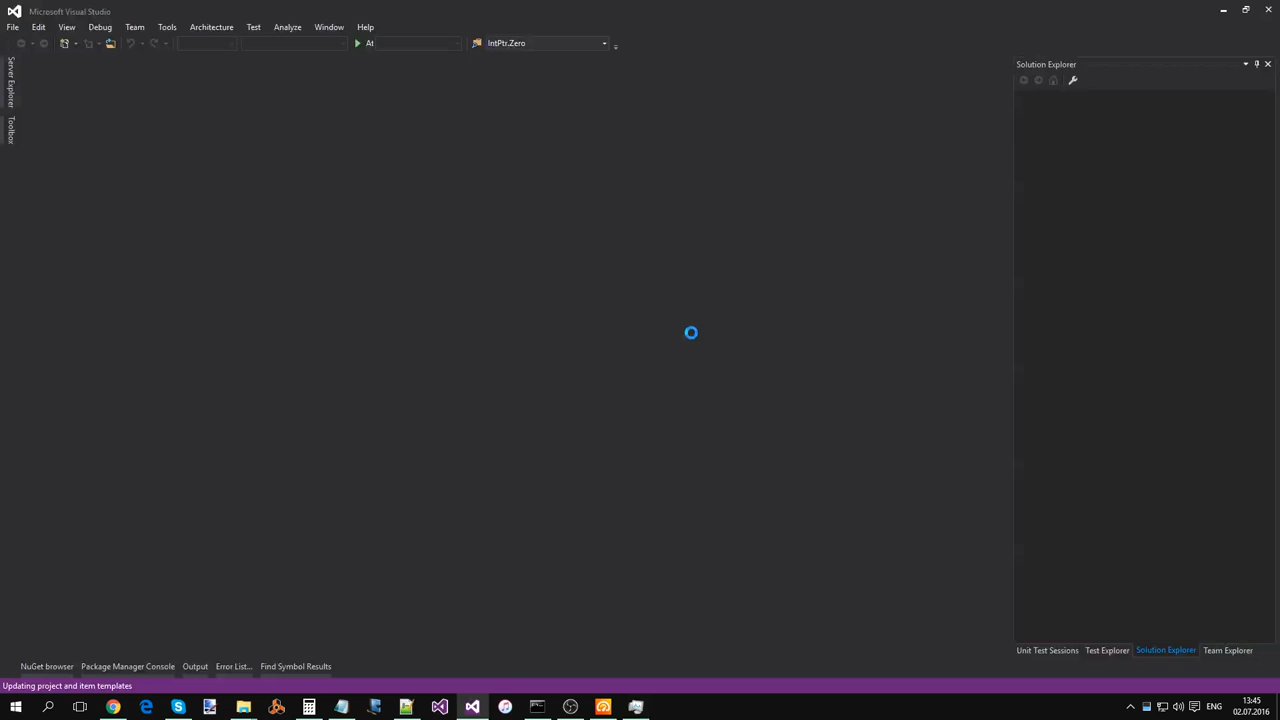 Microsoft Visual Studio
File Edit View Debug Team Tools Architecture Test Analyze Window Help
At IntPtr.Zero
Server Explorer
Toolbox
Solution Explorer
NuGet browser Package Manager Console Output Error List... Find Symbol Results
Unit Test Sessions Test Explorer Solution Explorer Team Explorer
Updating project and item templates
ENG
13:45
02.07.2016